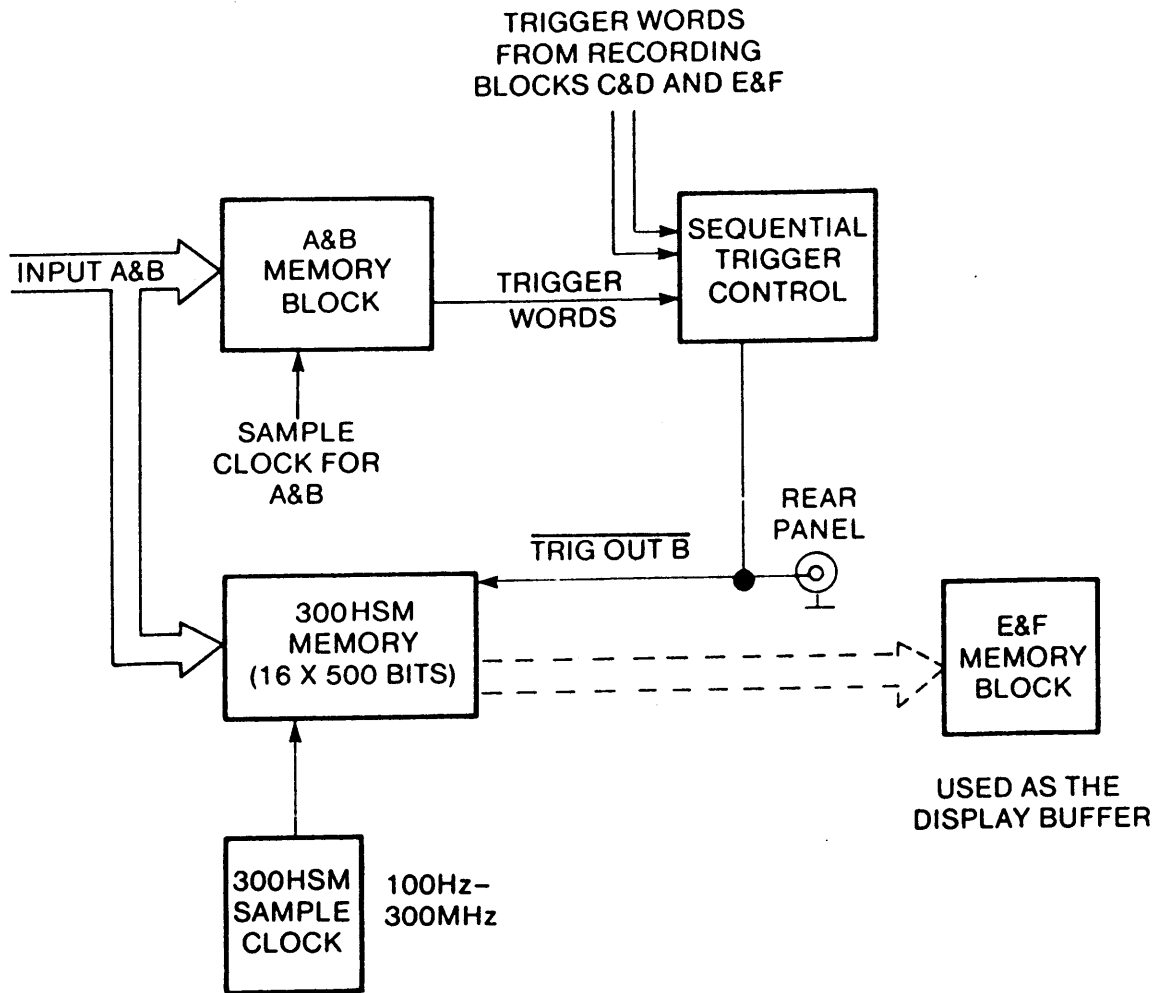 TRIGGER WORDS
FROM RECORDING
BLOCKS C&D AND E&F
INPUT A&B
A&B
MEMORY
BLOCK
TRIGGER
WORDS
SEQUENTIAL
TRIGGER
CONTROL
SAMPLE
CLOCK FOR
A&B
TRIG OUT B
REAR
PANEL
300HSM
MEMORY
(16 X 500 BITS)
E&F
MEMORY
BLOCK
USED AS THE
DISPLAY BUFFER
300HSM
SAMPLE
CLOCK
100Hz–
300MHz